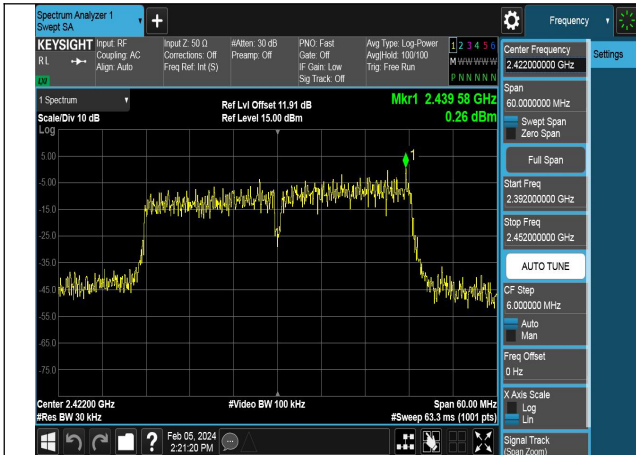 Spectrum Analyzer 1
Swept SA
Frequency
KEYSIGHT
RL
Input: RF
Coupling: AC
Align: Auto
Input Z: 50 Ω
Corrections: Off
Freq Ref: Int (S)
#Atten: 30 dB
Preamp: Off
PNO: Fast
Gate: Off
IF Gain: Low
Sig Track: Off
Avg Type: Log-Power
Avg|Hold: 100/100
Trig: Free Run
1 2 3 4 5 6
M W W W W W
P N N N N N
Center Frequency
2.422000000 GHz
Settings
Span
60.0000000 MHz
Swept Span
Zero Span
Full Span
Start Freq
2.392000000 GHz
Stop Freq
2.452000000 GHz
AUTO TUNE
CF Step
6.000000 MHz
Auto
Man
Freq Offset
0 Hz
X Axis Scale
Log
Lin
Signal Track
(Span Zoom)
1 Spectrum
Scale/Div 10 dB
Log
Ref Lvl Offset 11.91 dB
Ref Level 15.00 dBm
Mkr1 2.439 58 GHz
0.26 dBm
1
5.00
-5.00
-15.0
-25.0
-35.0
-45.0
-55.0
-65.0
-75.0
Center 2.42200 GHz
#Res BW 30 kHz
#Video BW 100 kHz
Span 60.00 MHz
#Sweep 63.3 ms (1001 pts)
Feb 05, 2024
2:21:20 PM